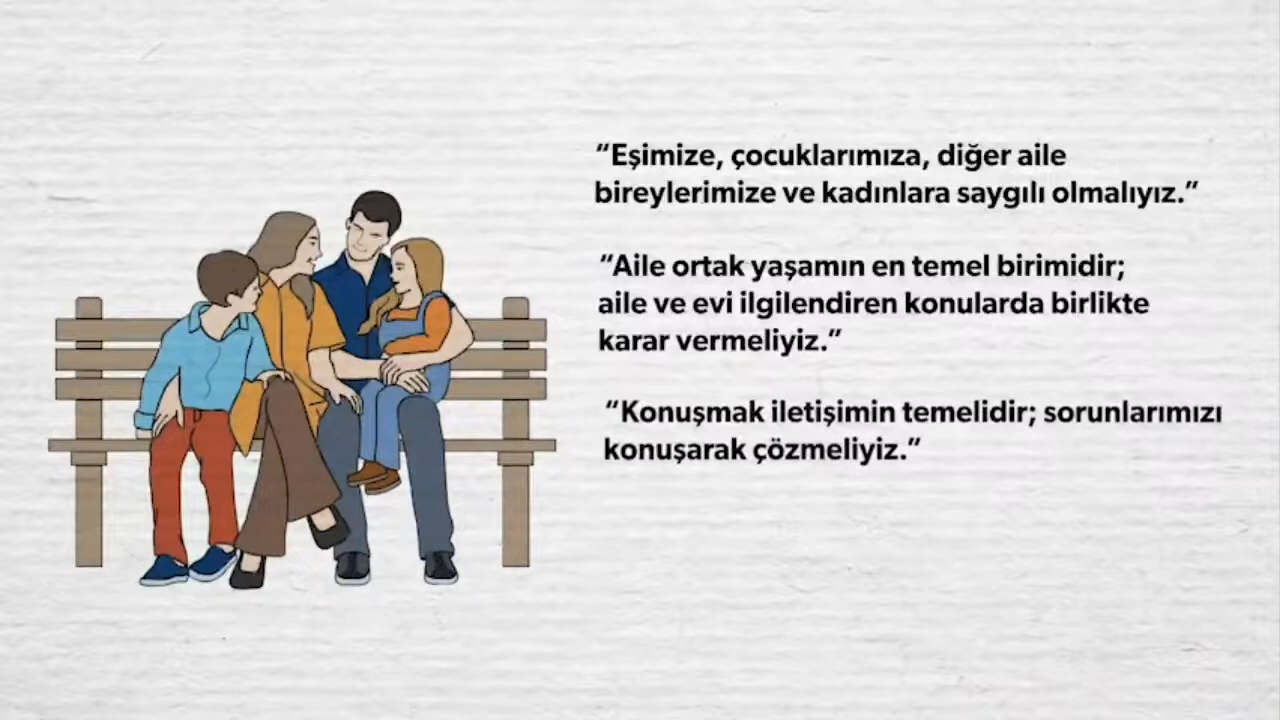 “Eşimize, çocuklarımıza, diğer aile
bireylerimize ve kadınlara saygılı olmalıyız.”
“Aile ortak yaşamın en temel birimidir;
aile ve evi ilgilendiren konularda birlikte
karar vermeliyiz.”
“Konuşmak iletişimin temelidir; sorunlarımızı
konuşarak çözmeliyiz.”